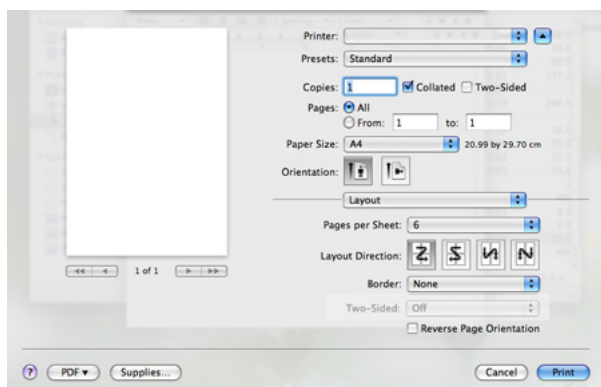 Printer:
Presets: Standard
Copies: 1 Collated Two-Sided
Pages: All
From: 1 to: 1
Paper Size: A4 20.99 by 29.70 cm
Orientation:
Layout
Pages per Sheet: 6
Layout Direction:
Border: None
Two-Sided: Off
Reverse Page Orientation
1 of 1
? PDF▾ Supplies... Cancel Print